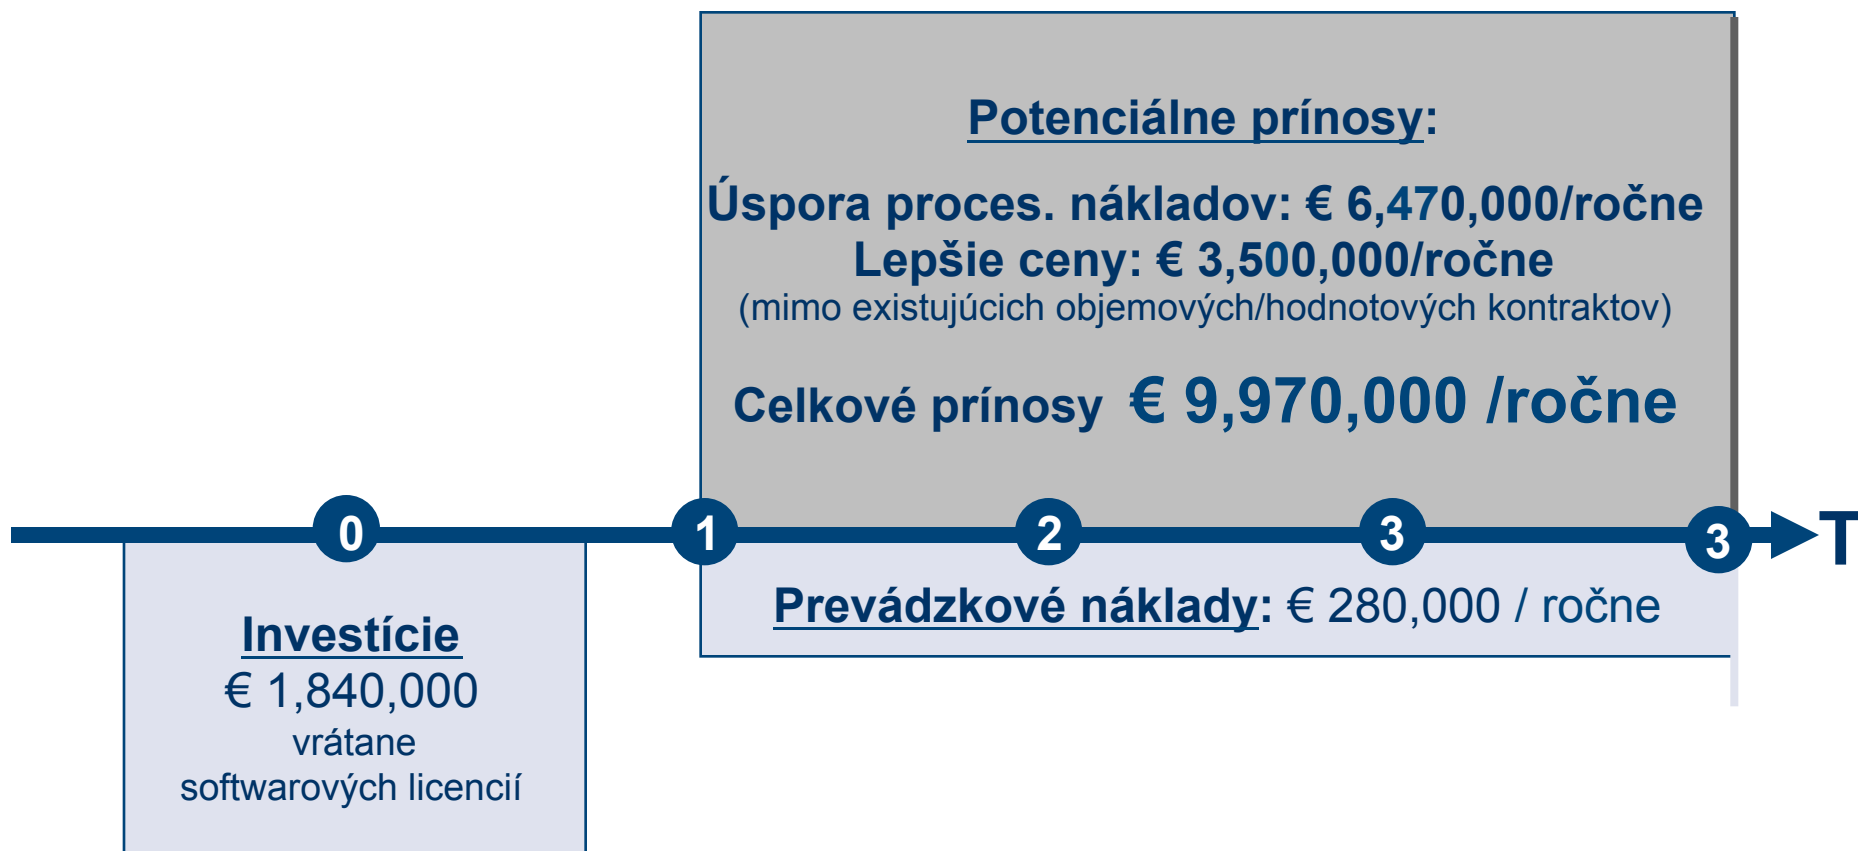 Potenciálne prínosy:
Úspora proces. nákladov: € 6,470,000/ročne
Lepšie ceny: € 3,500,000/ročne
(mimo existujúcich objemových/hodnotových kontraktov)
Celkové prínosy € 9,970,000 /ročne
0 1 2 3 3 T
Prevádzkové náklady: € 280,000 / ročne
Investície
€ 1,840,000
vrátane
softwarových licencií